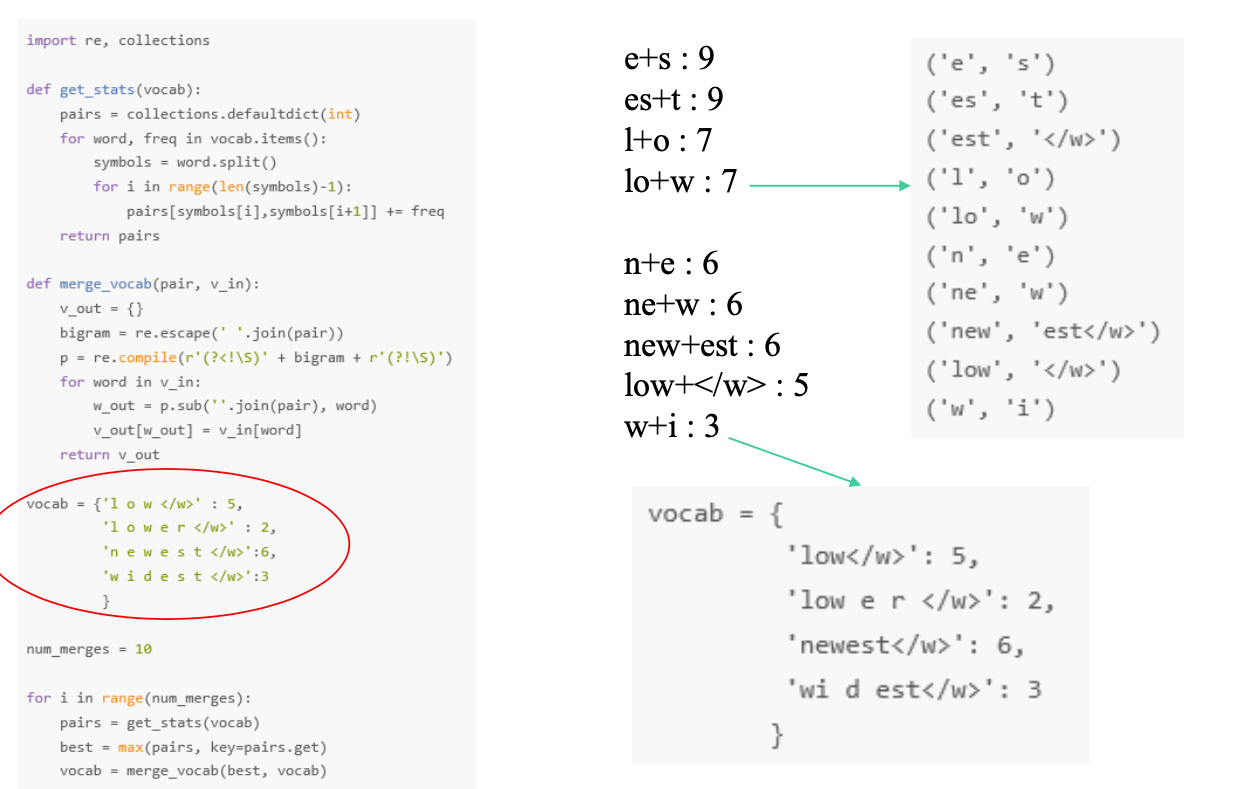 import re, collections
def get_stats(vocab):
    pairs = collections.defaultdict(int)
    for word, freq in vocab.items():
        symbols = word.split()
        for i in range(len(symbols)-1):
            pairs[symbols[i],symbols[i+1]] += freq
    return pairs
def merge_vocab(pair, v_in):
    v_out = {}
    bigram = re.escape(' '.join(pair))
    p = re.compile(r'(?<!\S)' + bigram + r'(?!\S)')
    for word in v_in:
        w_out = p.sub(''.join(pair), word)
        v_out[w_out] = v_in[word]
    return v_out
vocab = {'l o w </w>' : 5,
         'l o w e r </w>' : 2,
         'n e w e s t </w>':6,
         'w i d e s t </w>':3
         }
num_merges = 10
for i in range(num_merges):
    pairs = get_stats(vocab)
    best = max(pairs, key=pairs.get)
    vocab = merge_vocab(best, vocab)
e+s : 9
es+t : 9
l+o : 7
lo+w : 7
n+e : 6
ne+w : 6
new+est : 6
low+</w> : 5
w+i : 3
('e', 's')
('es', 't')
('est', '</w>')
('l', 'o')
('lo', 'w')
('n', 'e')
('ne', 'w')
('new', 'est</w>')
('low', '</w>')
('w', 'i')
vocab = {
         'low</w>': 5,
         'low e r </w>': 2,
         'newest</w>': 6,
         'wi d est</w>': 3
        }